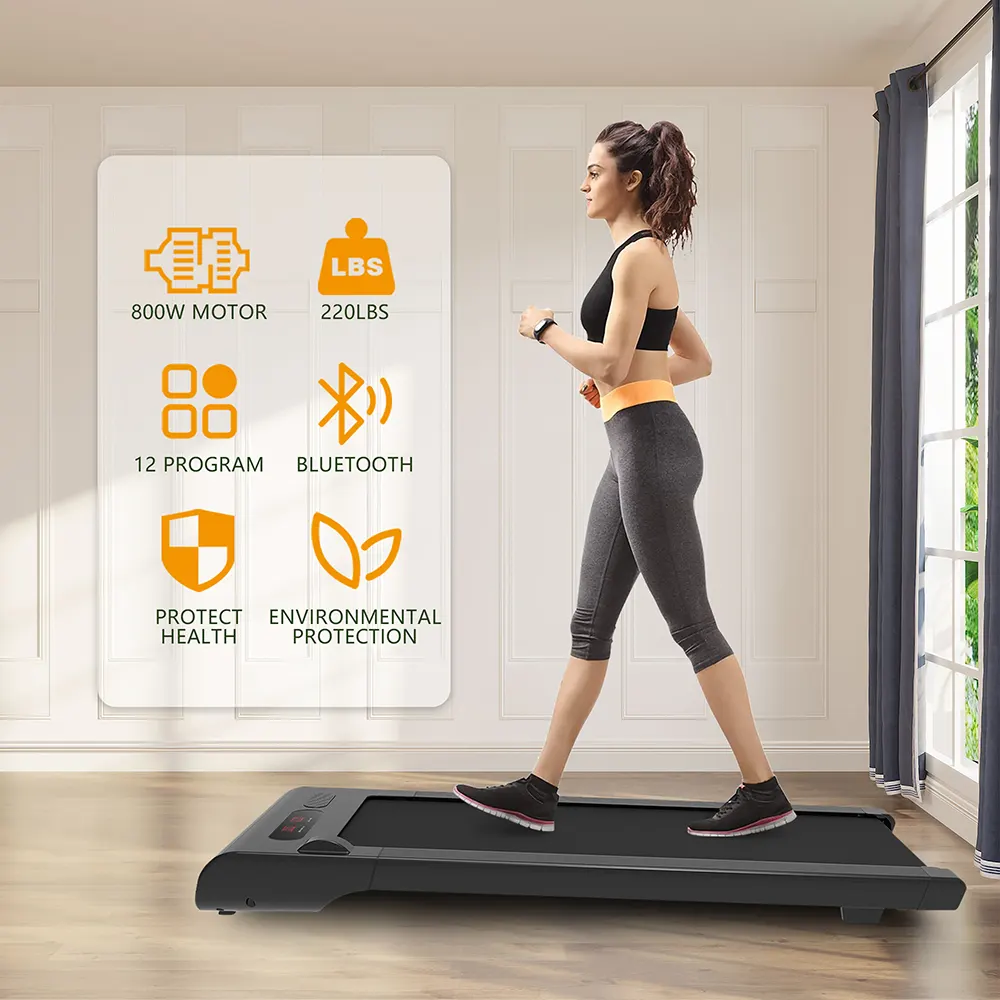 LBS
800W MOTOR
220LBS
12 PROGRAM
BLUETOOTH
PROTECT
HEALTH
ENVIRONMENTAL
PROTECTION